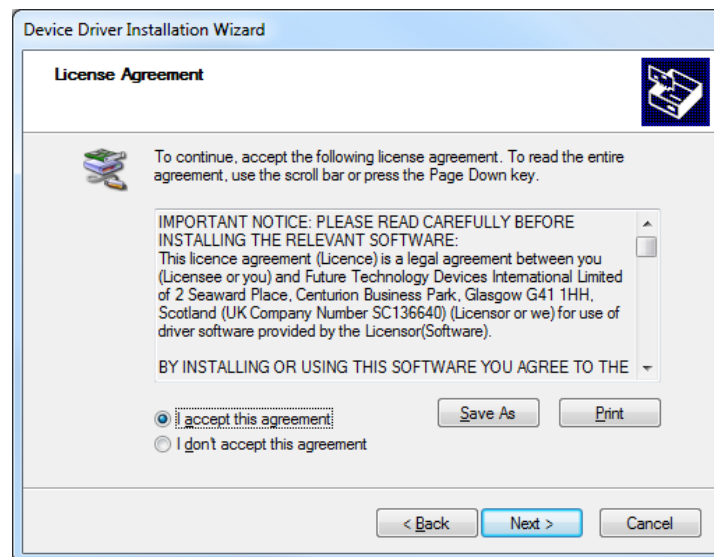 Device Driver Installation Wizard
License Agreement
To continue, accept the following license agreement. To read the entire
agreement, use the scroll bar or press the Page Down key.
IMPORTANT NOTICE: PLEASE READ CAREFULLY BEFORE
INSTALLING THE RELEVANT SOFTWARE:
This licence agreement (Licence) is a legal agreement between you
(Licensee or you) and Future Technology Devices International Limited
of 2 Seaward Place, Centurion Business Park, Glasgow G41 1HH,
Scotland (UK Company Number SC136640) (Licensor or we) for use of
driver software provided by the Licensor(Software).
BY INSTALLING OR USING THIS SOFTWARE YOU AGREE TO THE
I accept this agreement
Save As
Print
I don't accept this agreement
< Back
Next >
Cancel